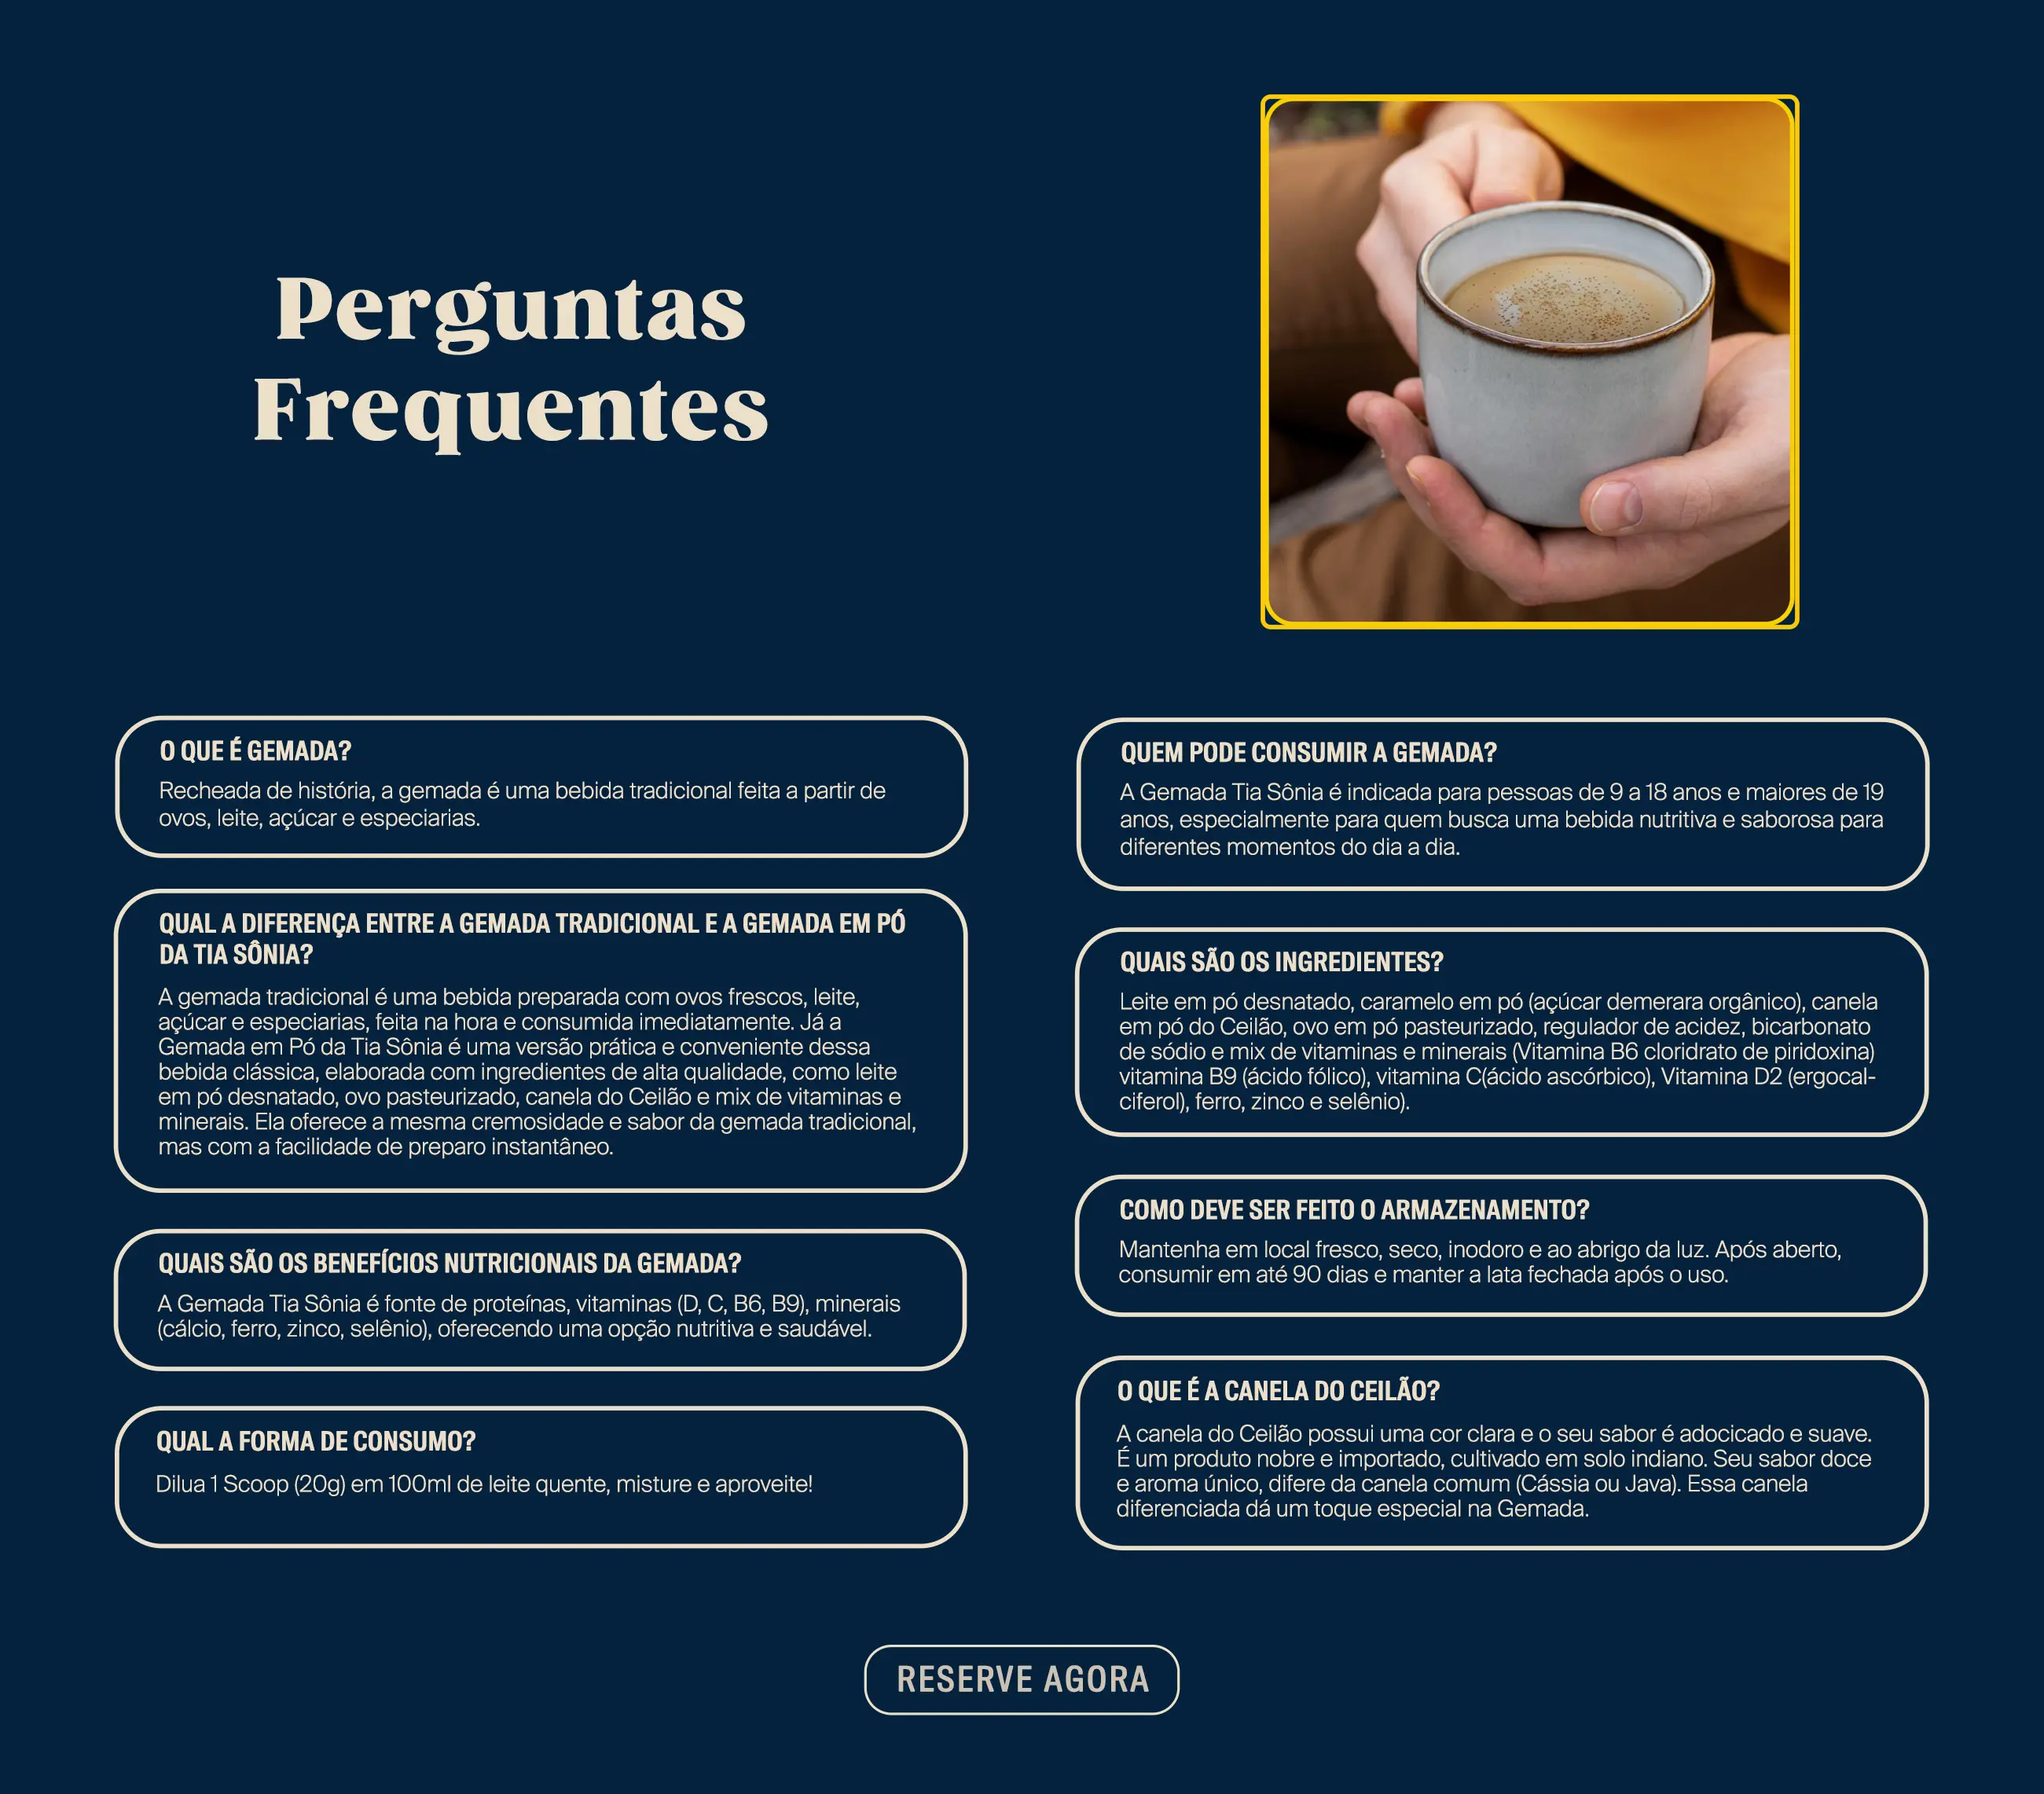 Perguntas
Frequentes
O QUE É GEMADA?
Recheada de história, a gemada é uma bebida tradicional feita a partir de
ovos, leite, açúcar e especiarias.
QUAL A DIFERENÇA ENTRE A GEMADA TRADICIONAL E A GEMADA EM PÓ
DA TIA SÔNIA?
A gemada tradicional é uma bebida preparada com ovos frescos, leite,
açúcar e especiarias, feita na hora e consumida imediatamente. Já a
Gemada em Pó da Tia Sônia é uma versão prática e conveniente dessa
bebida clássica, elaborada com ingredientes de alta qualidade, como leite
em pó desnatado, ovo pasteurizado, canela do Ceilão e mix de vitaminas e
minerais. Ela oferece a mesma cremosidade e sabor da gemada tradicional,
mas com a facilidade de preparo instantâneo.
QUAIS SÃO OS BENEFÍCIOS NUTRICIONAIS DA GEMADA?
A Gemada Tia Sônia é fonte de proteínas, vitaminas (D, C, B6, B9), minerais
(cálcio, ferro, zinco, selênio), oferecendo uma opção nutritiva e saudável.
QUAL A FORMA DE CONSUMO?
Dilua 1 Scoop (20g) em 100ml de leite quente, misture e aproveite!
QUEM PODE CONSUMIR A GEMADA?
A Gemada Tia Sônia é indicada para pessoas de 9 a 18 anos e maiores de 19
anos, especialmente para quem busca uma bebida nutritiva e saborosa para
diferentes momentos do dia a dia.
QUAIS SÃO OS INGREDIENTES?
Leite em pó desnatado, caramelo em pó (açúcar demerara orgânico), canela
em pó do Ceilão, ovo em pó pasteurizado, regulador de acidez, bicarbonato
de sódio e mix de vitaminas e minerais (Vitamina B6 cloridrato de piridoxina)
vitamina B9 (ácido fólico), vitamina C(ácido ascórbico), Vitamina D2 (ergocal-
ciferol), ferro, zinco e selênio).
COMO DEVE SER FEITO O ARMAZENAMENTO?
Mantenha em local fresco, seco, inodoro e ao abrigo da luz. Após aberto,
consumir em até 90 dias e manter a lata fechada após o uso.
O QUE É A CANELA DO CEILÃO?
A canela do Ceilão possui uma cor clara e o seu sabor é adocicado e suave.
É um produto nobre e importado, cultivado em solo indiano. Seu sabor doce
e aroma único, difere da canela comum (Cássia ou Java). Essa canela
diferenciada dá um toque especial na Gemada.
RESERVE AGORA